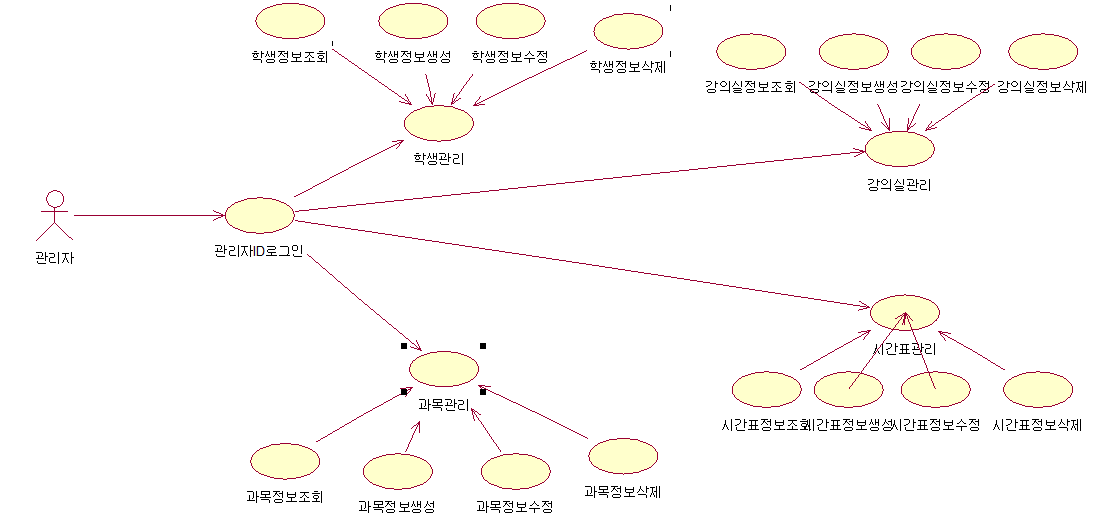 학생정보조회
학생정보생성
학생정보수정
학생정보삭제
강의실정보조회
강의실정보생성
강의실정보수정
강의실정보삭제
학생관리
강의실관리
관리자
관리자ID로그인
시간표관리
과목관리
시간표정보조회
시간표정보생성
시간표정보수정
시간표정보삭제
과목정보조회
과목정보생성
과목정보수정
과목정보삭제